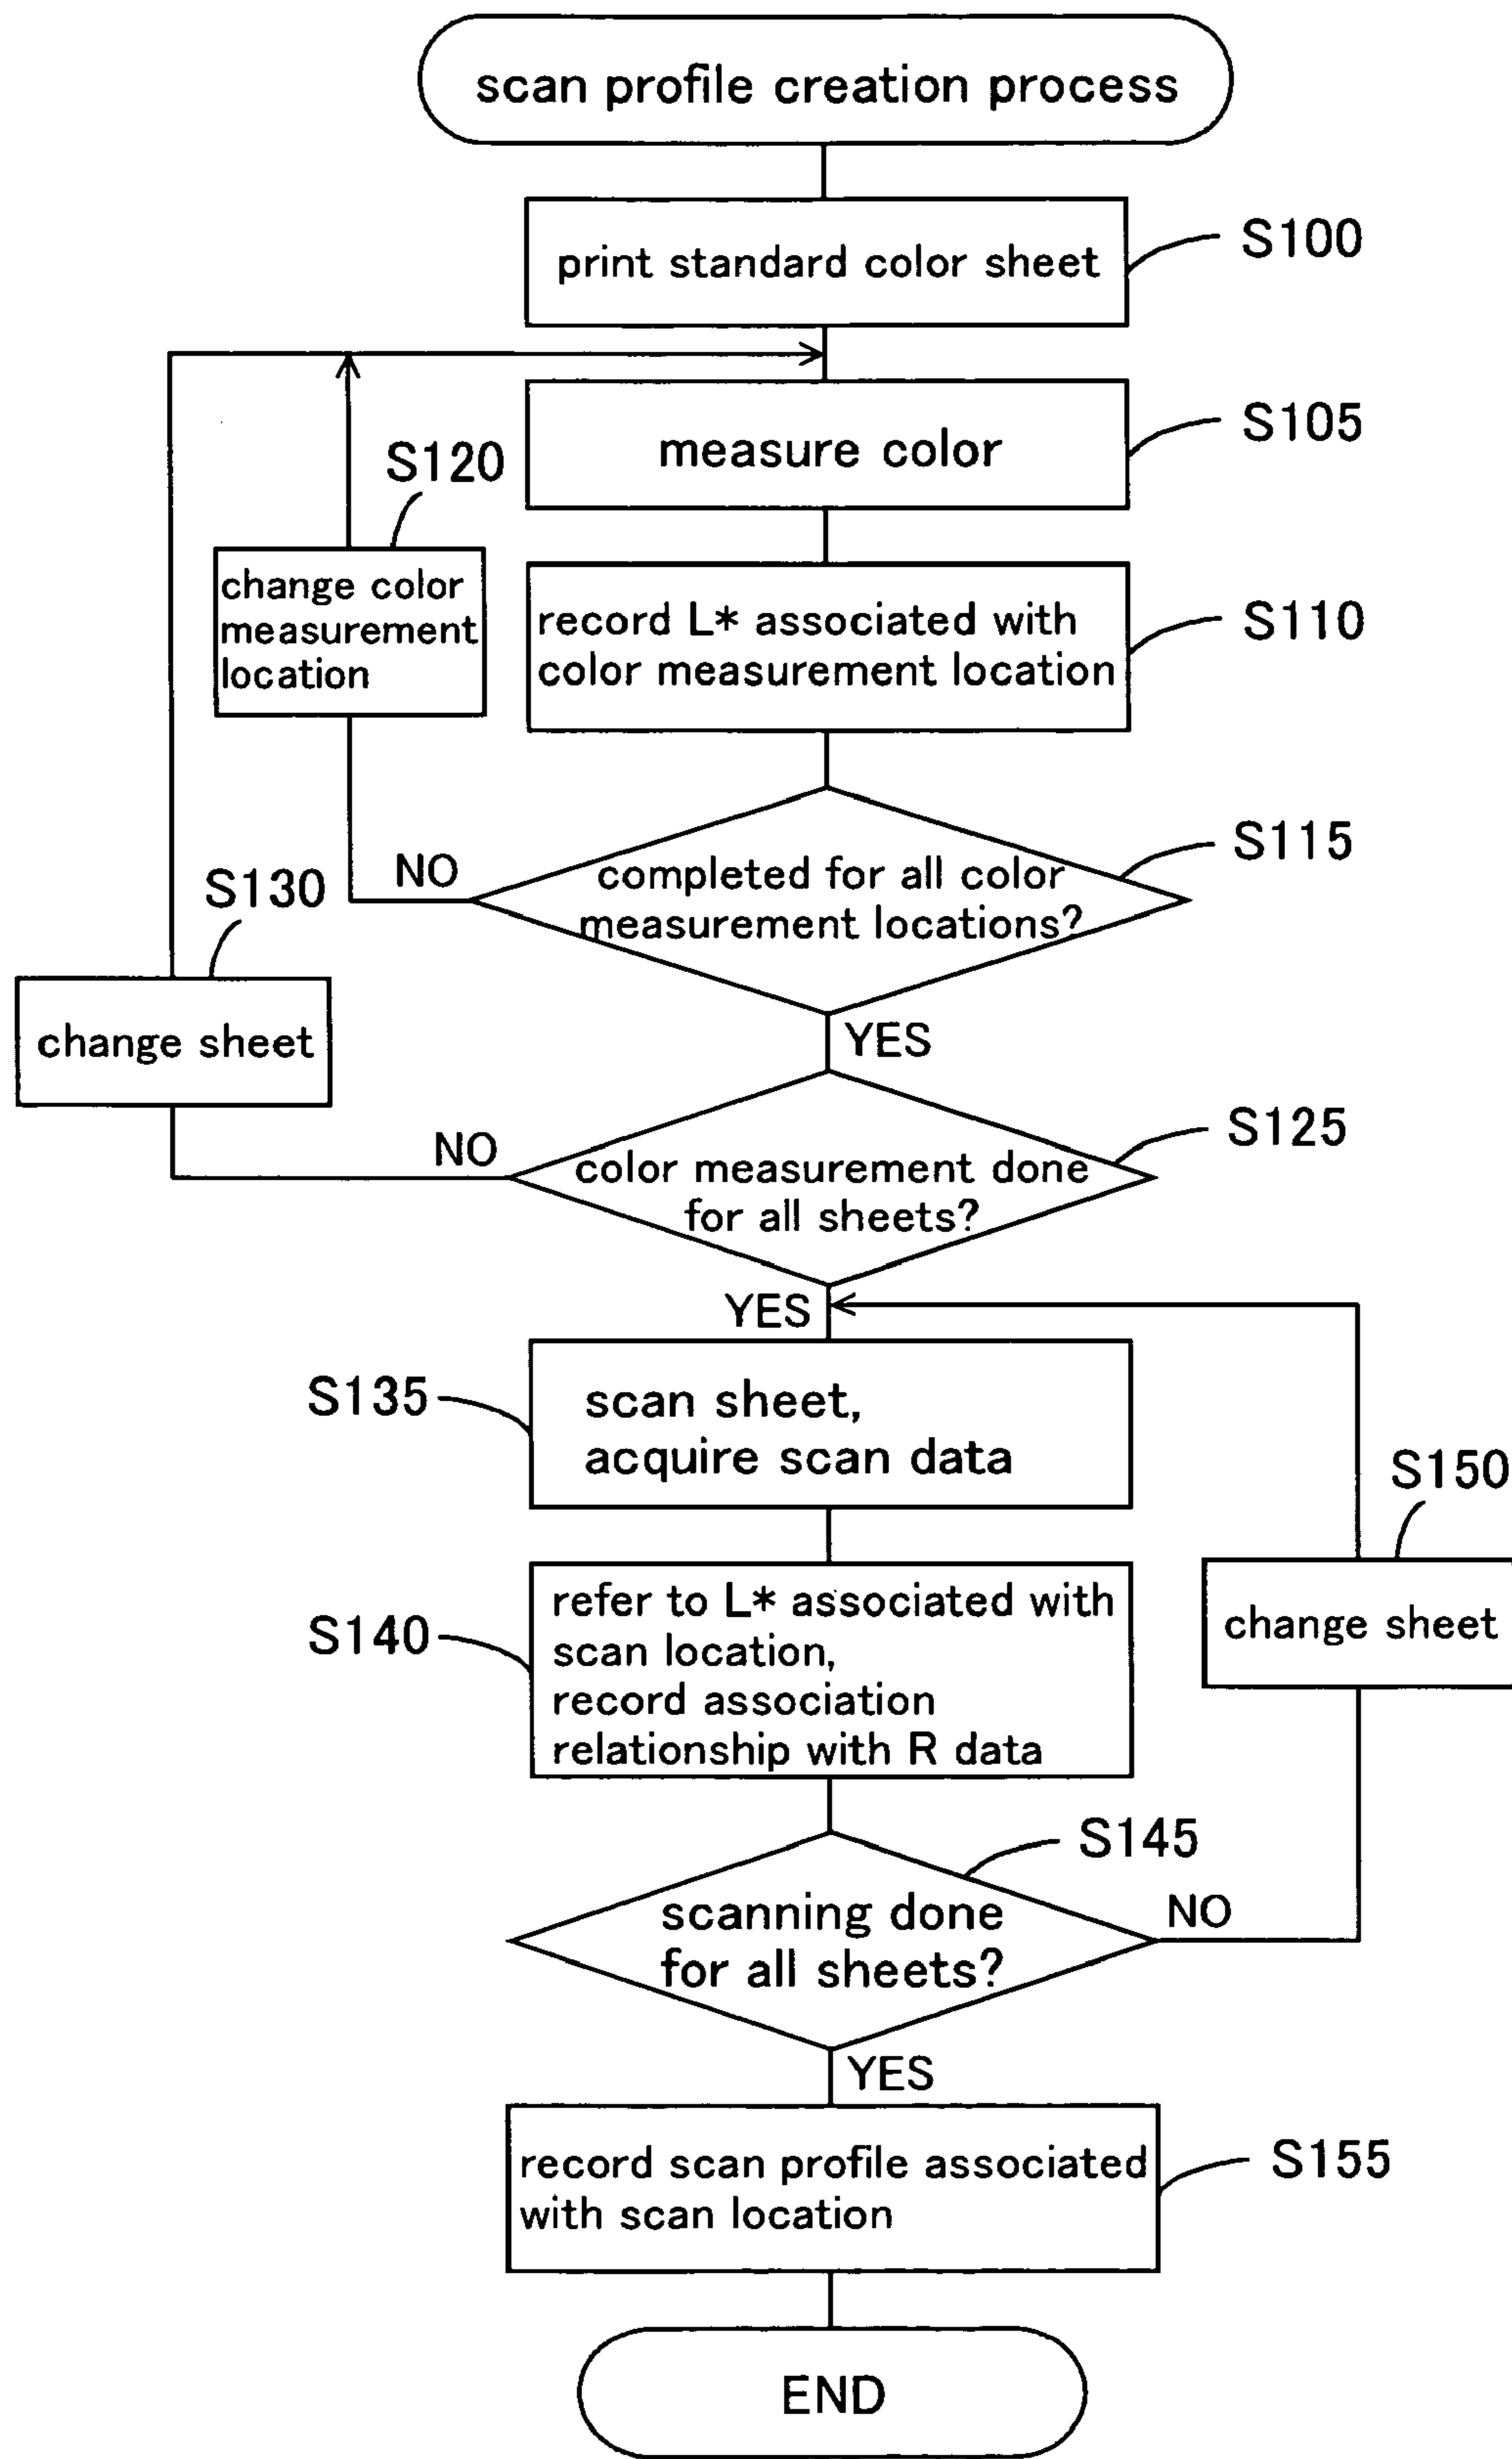 scan profile creation process
print standard color sheet
S100
measure color
S105
S120
change color
measurement
location
record L* associated with
color measurement location
S110
completed for all color
measurement locations?
S115
NO
S130
change sheet
YES
color measurement done
for all sheets?
S125
NO
YES
S135
scan sheet,
acquire scan data
S150
change sheet
S140
refer to L* associated with
scan location,
record association
relationship with R data
S145
scanning done
for all sheets?
NO
YES
record scan profile associated
with scan location
S155
END